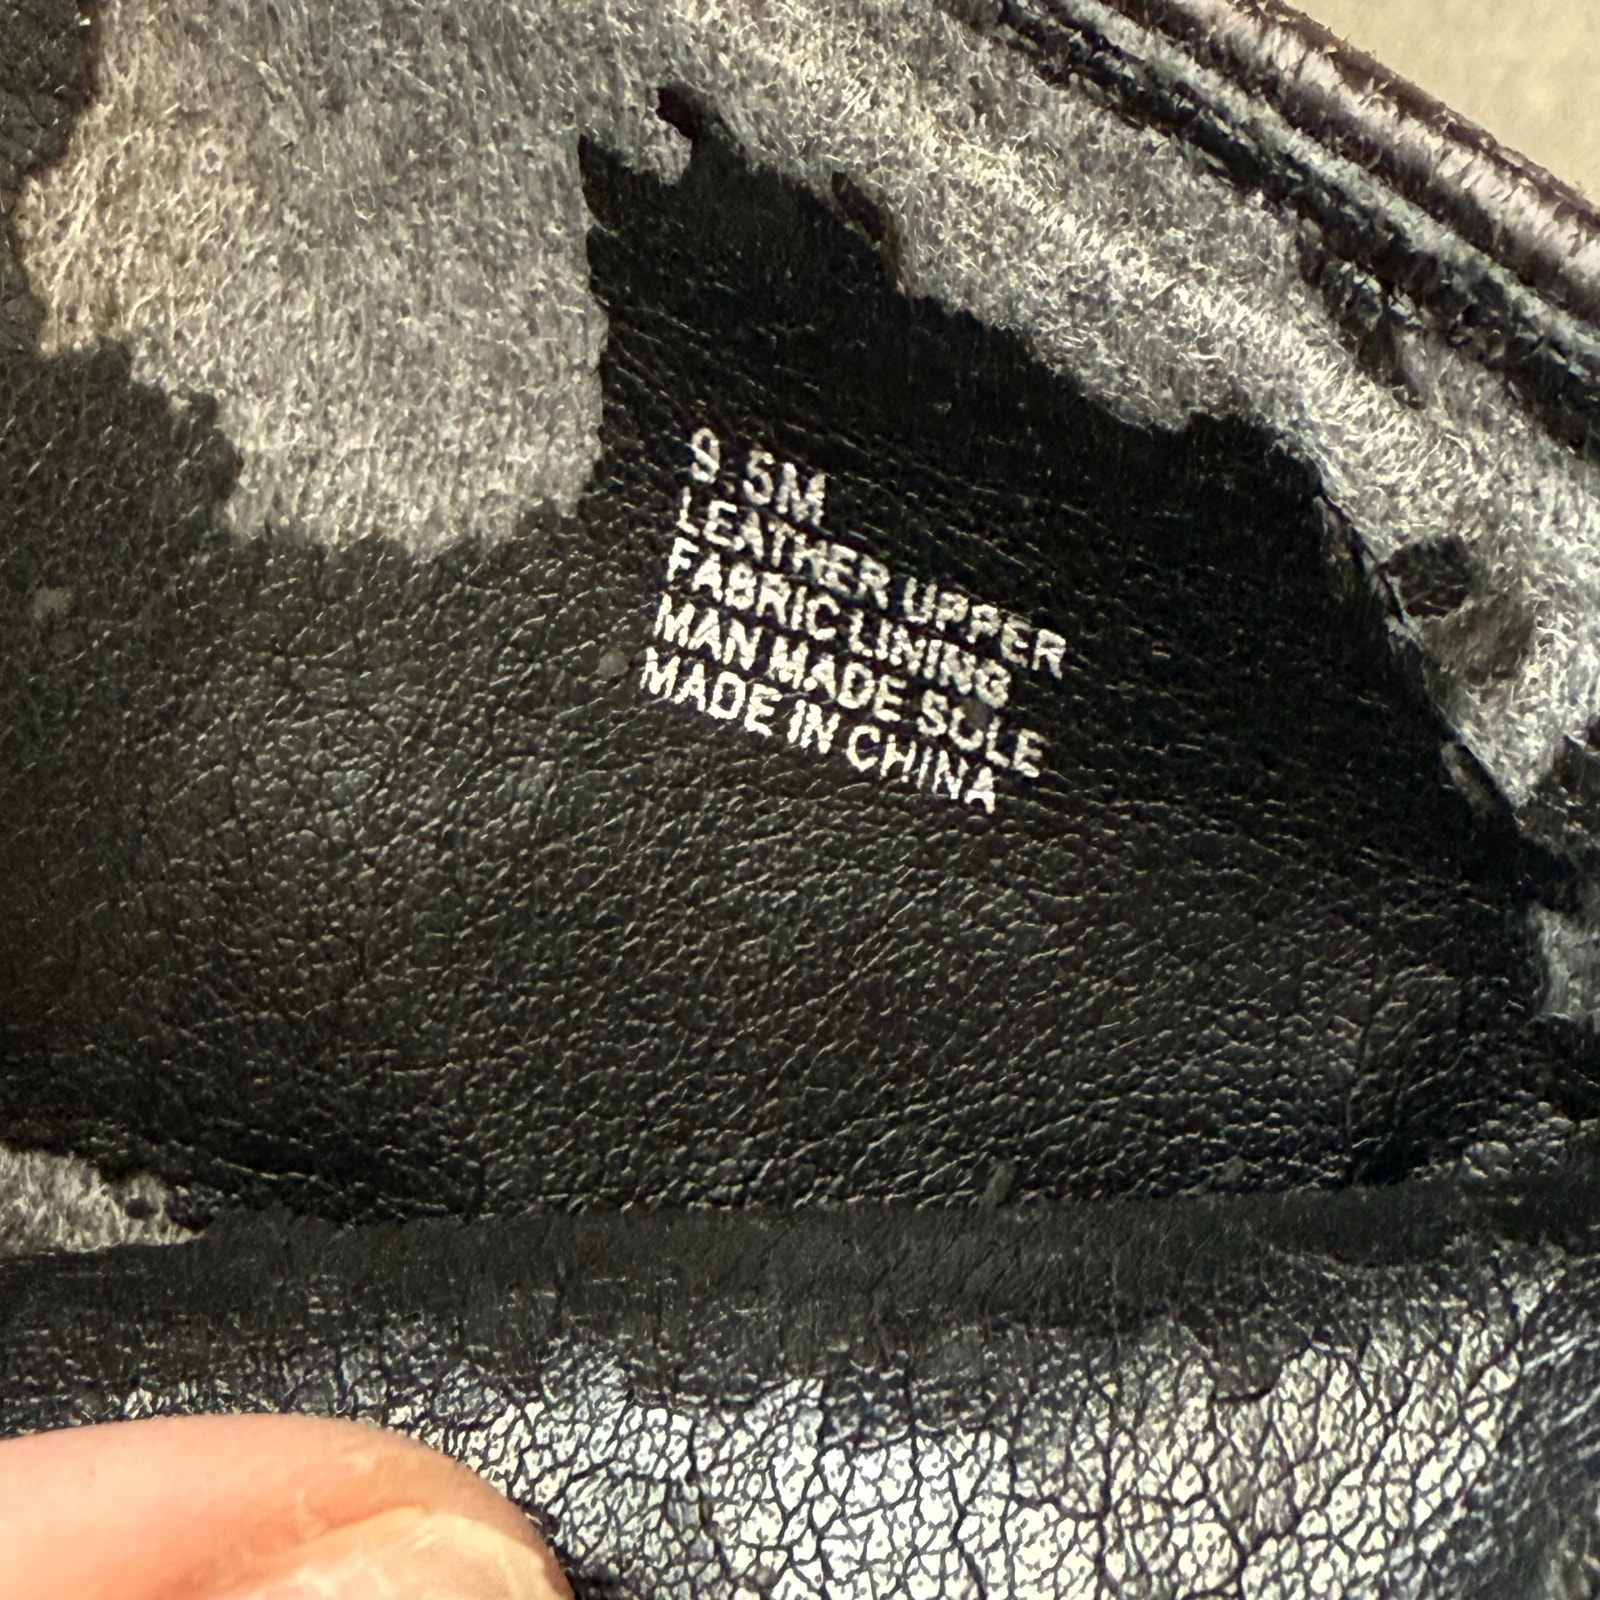 9.5M
LEATHER UPPER
FABRIC LINING
MAN MADE SOLE
MADE IN CHINA